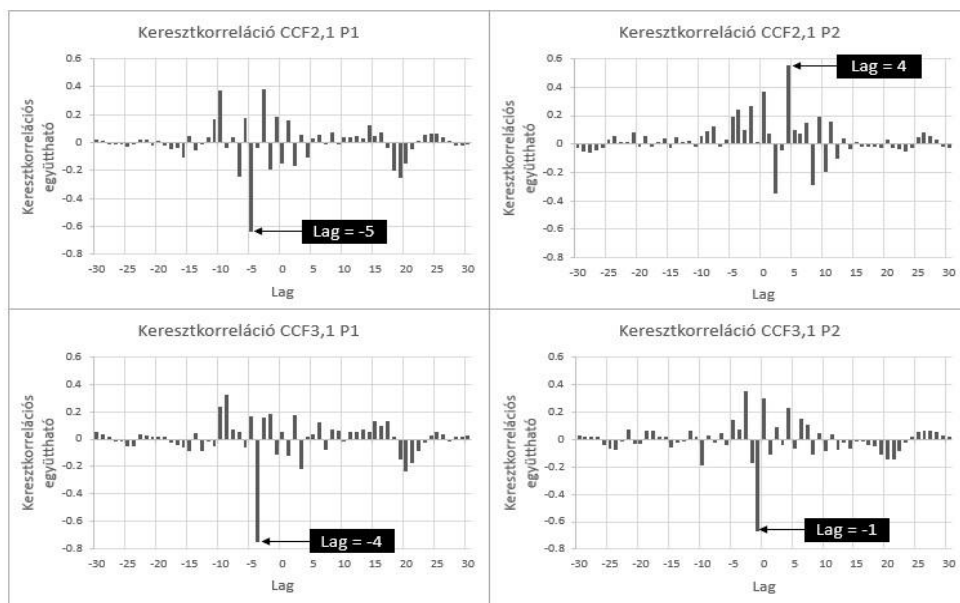 Keresztkorreláció CCF2,1 P1
Keresztkorrelációs
együttható
0.6
0.4
0.2
0
-0.2
-0.4
-0.6
-0.8
Lag = -5
-30 -25 -20 -15 -10 -5 0 5 10 15 20 25 30
Lag
Keresztkorreláció CCF2,1 P2
Keresztkorrelációs
együttható
0.6
0.4
0.2
0
-0.2
-0.4
-0.6
-0.8
Lag = 4
-30 -25 -20 -15 -10 -5 0 5 10 15 20 25 30
Lag
Keresztkorreláció CCF3,1 P1
Keresztkorrelációs
együttható
0.6
0.4
0.2
0
-0.2
-0.4
-0.6
-0.8
Lag = -4
-30 -25 -20 -15 -10 -5 0 5 10 15 20 25 30
Lag
Keresztkorreláció CCF3,1 P2
Keresztkorrelációs
együttható
0.6
0.4
0.2
0
-0.2
-0.4
-0.6
-0.8
Lag = -1
-30 -25 -20 -15 -10 -5 0 5 10 15 20 25 30
Lag